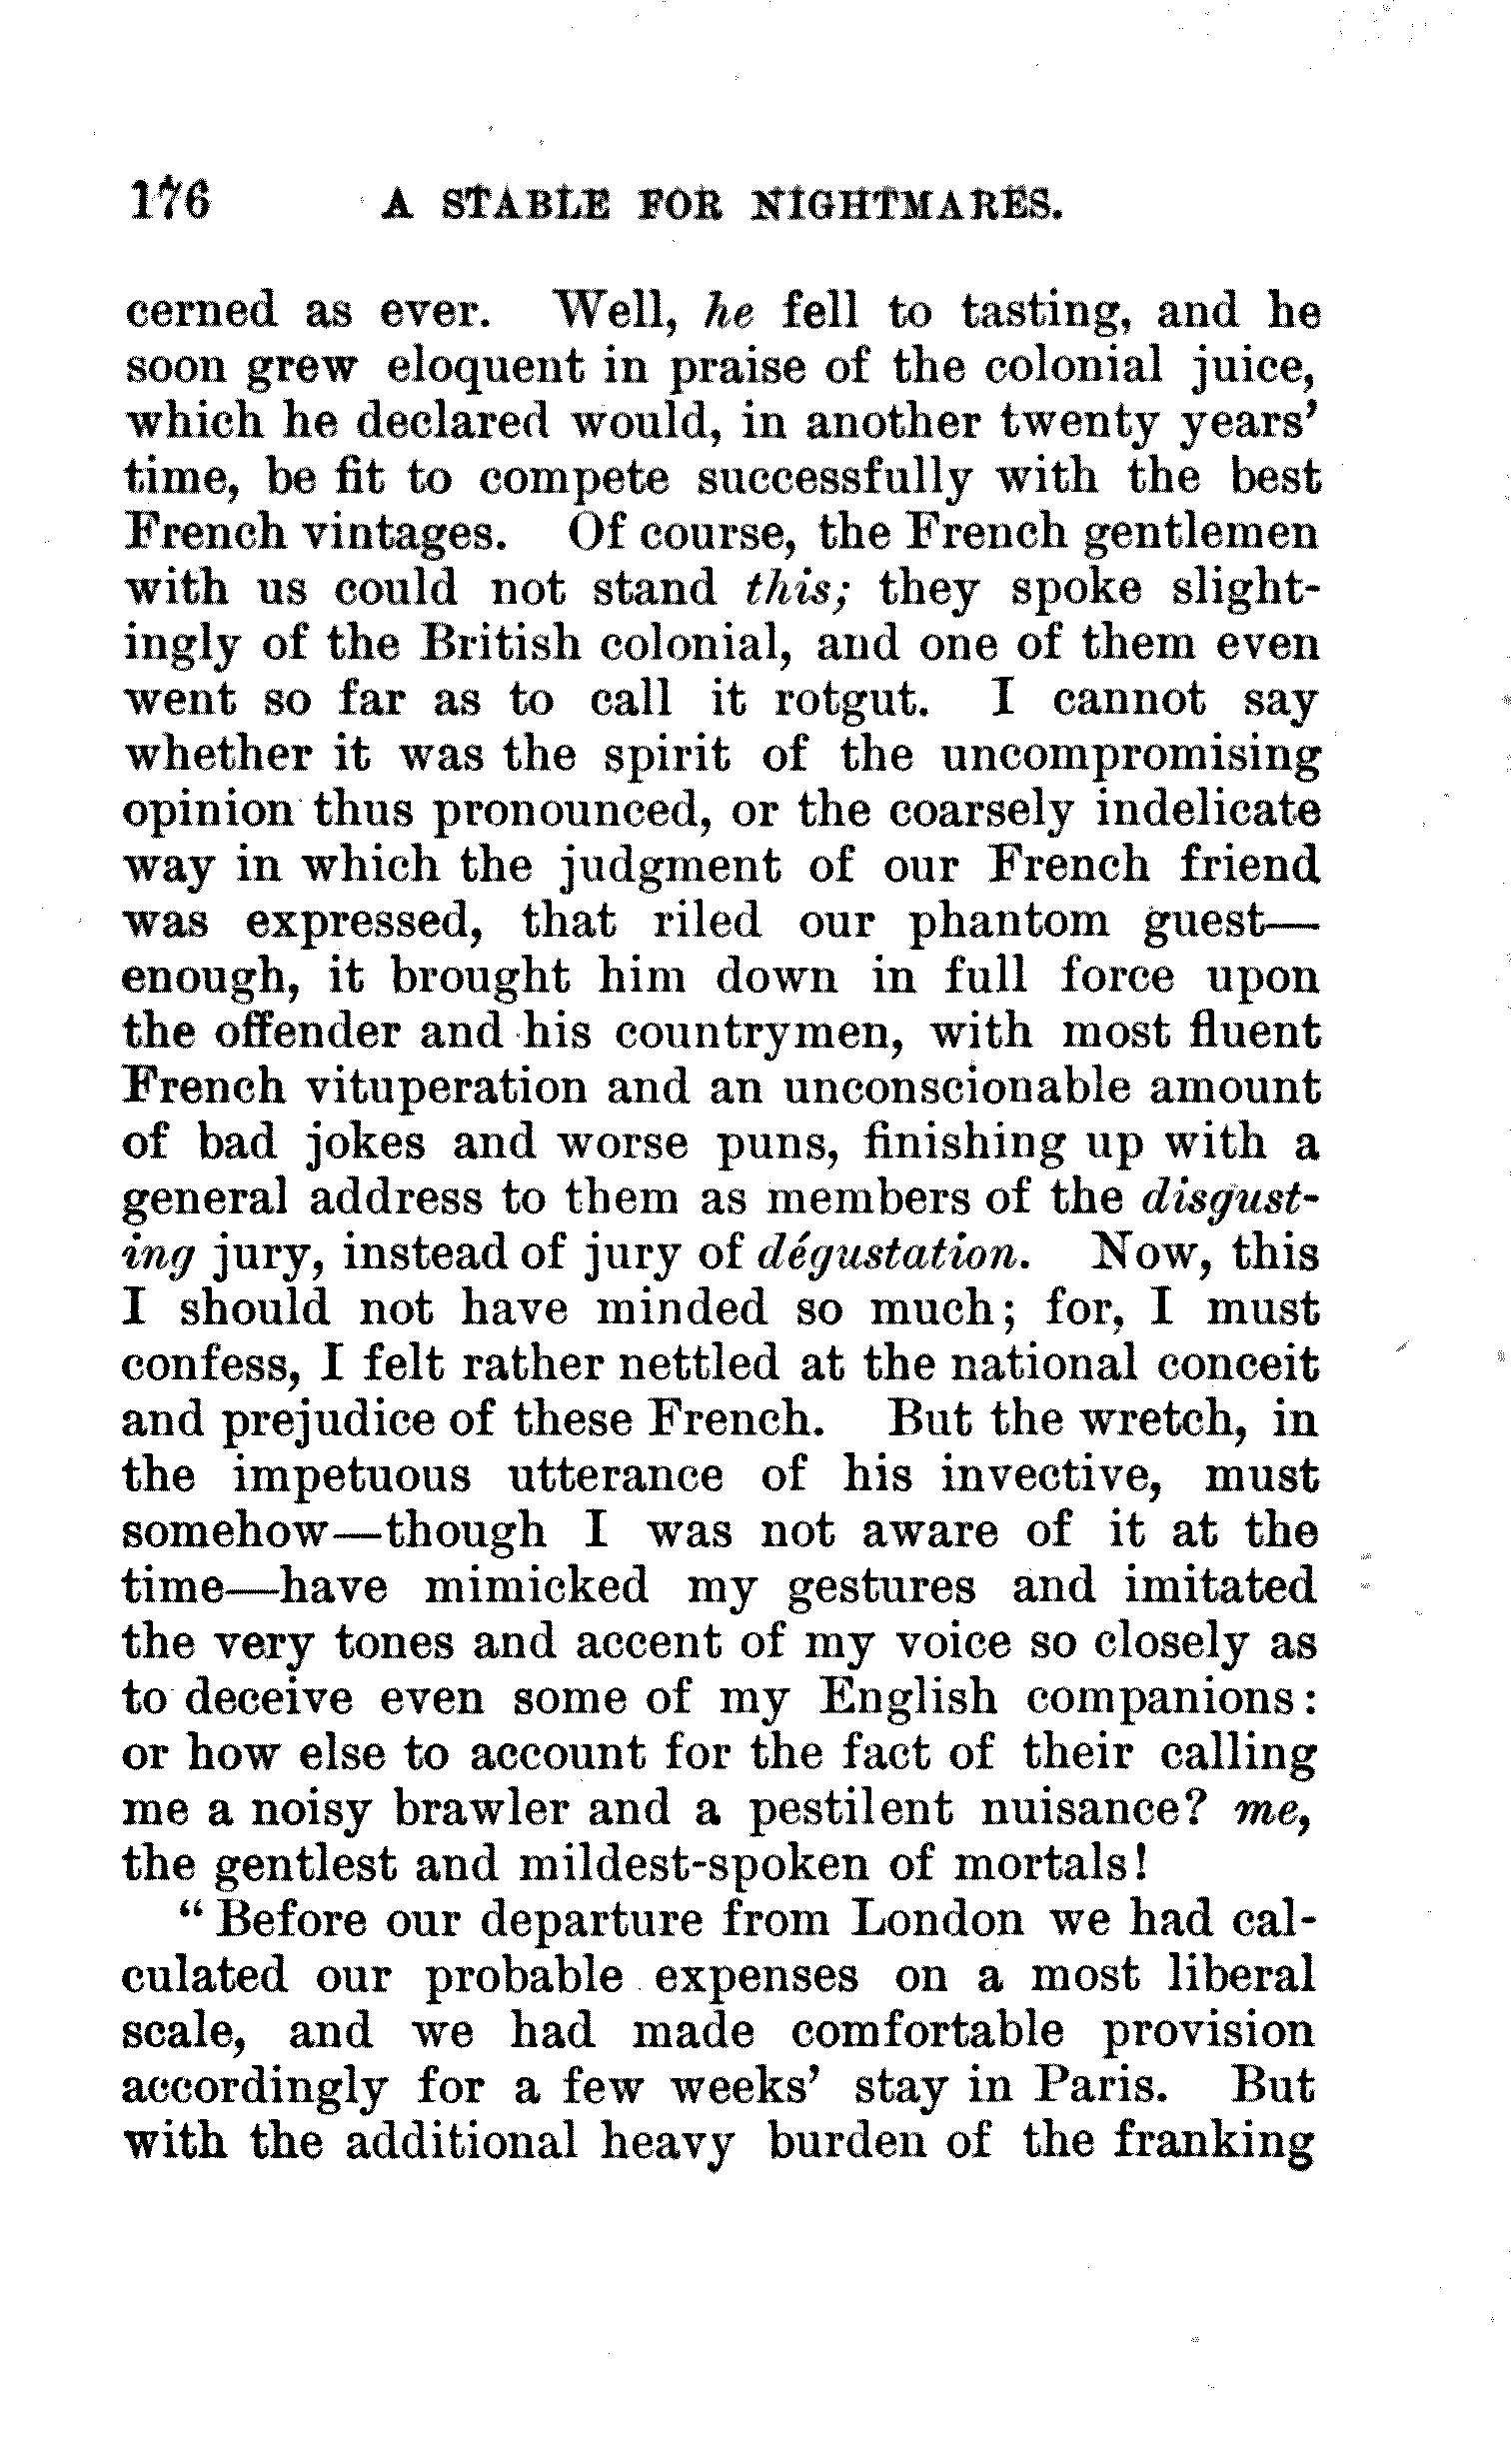 176 A STABLE FOR NIGHTMARES.
cerned as ever. Well, he fell to tasting, and he
soon grew eloquent in praise of the colonial juice,
which he declared would, in another twenty years'
time, be fit to compete successfully with the best
French vintages. Of course, the French gentlemen
with us could not stand this; they spoke slight-
ingly of the British colonial, and one of them even
went so far as to call it rotgut. I cannot say
whether it was the spirit of the uncompromising
opinion thus pronounced, or the coarsely indelicate
way in which the judgment of our French friend
was expressed, that riled our phantom guest—
enough, it brought him down in full force upon
the offender and his countrymen, with most fluent
French vituperation and an unconscionable amount
of bad jokes and worse puns, finishing up with a
general address to them as members of the disgust-
ing jury, instead of jury of dégustation. Now, this
I should not have minded so much; for, I must
confess, I felt rather nettled at the national conceit
and prejudice of these French. But the wretch, in
the impetuous utterance of his invective, must
somehow—though I was not aware of it at the
time—have mimicked my gestures and imitated
the very tones and accent of my voice so closely as
to deceive even some of my English companions:
or how else to account for the fact of their calling
me a noisy brawler and a pestilent nuisance? me,
the gentlest and mildest-spoken of mortals!
"Before our departure from London we had cal-
culated our probable expenses on a most liberal
scale, and we had made comfortable provision
accordingly for a few weeks' stay in Paris. But
with the additional heavy burden of the franking